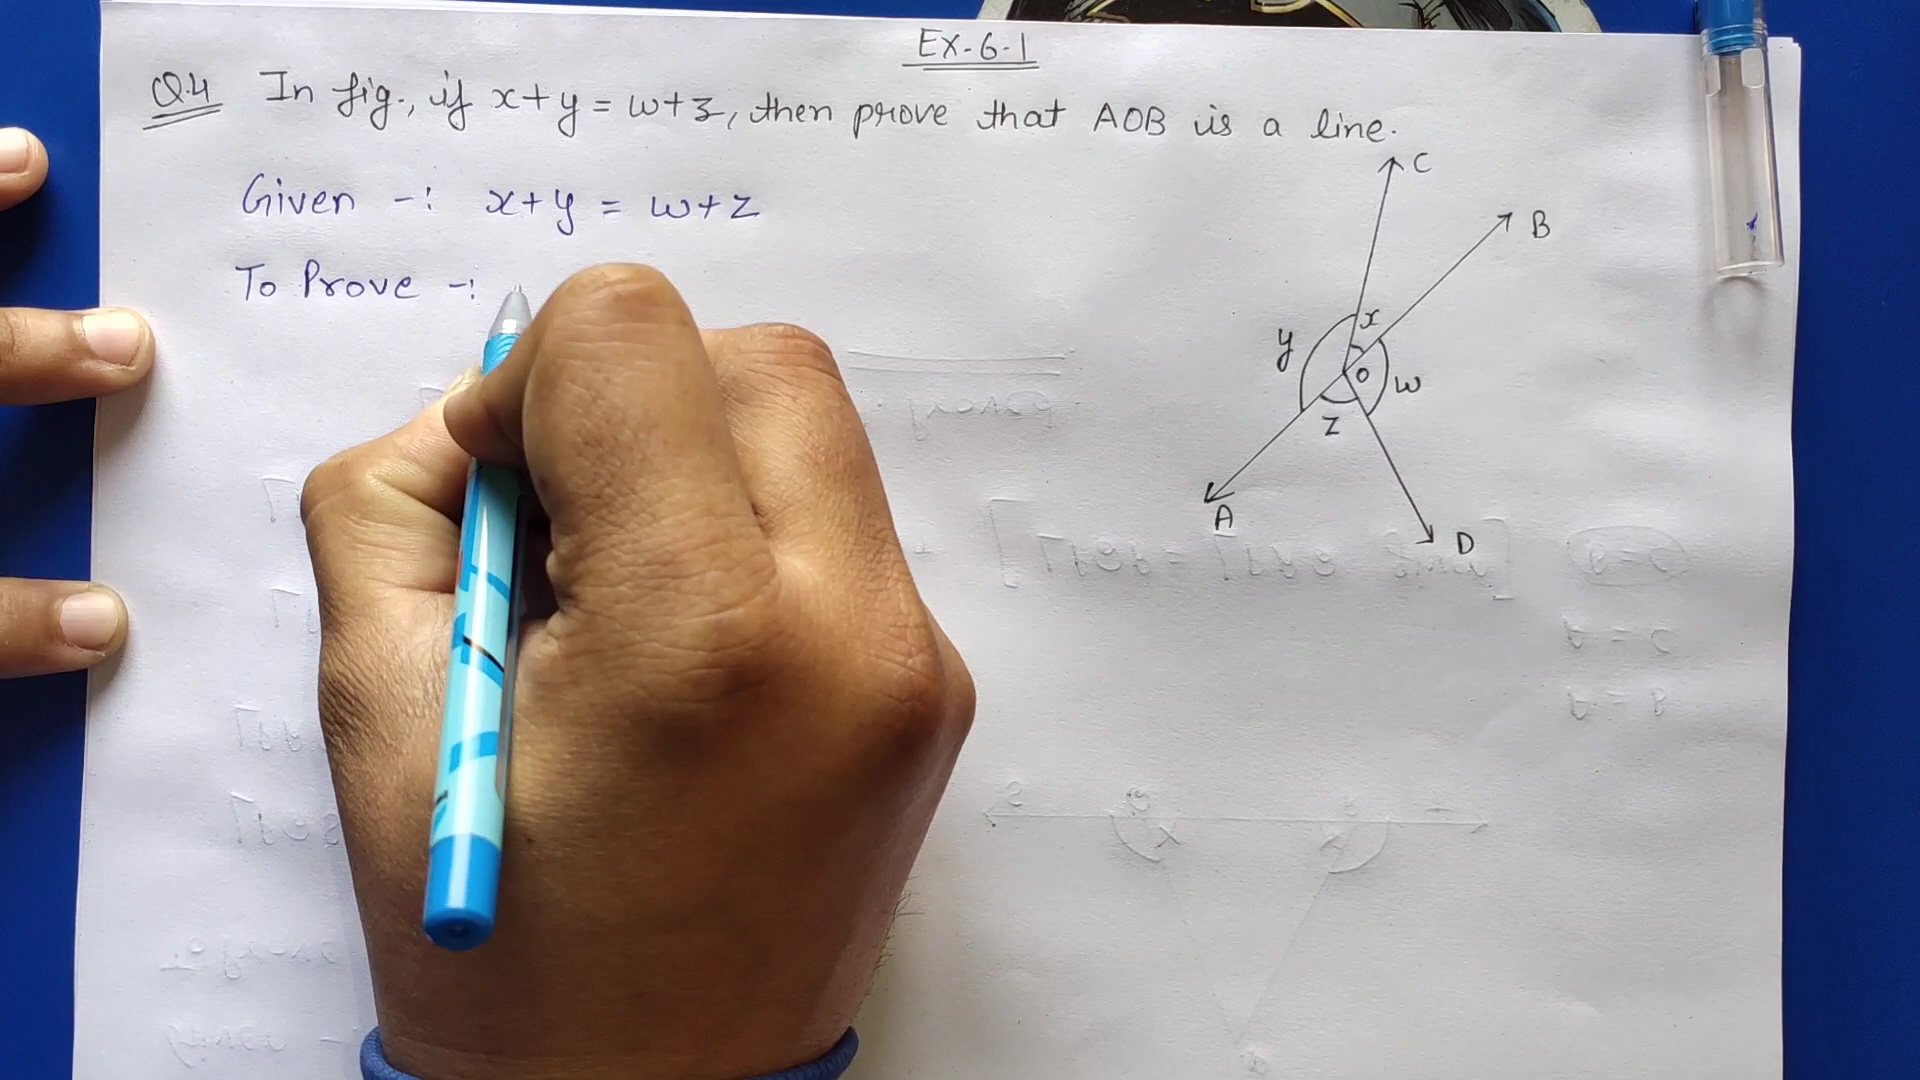 Ex-6.1
Q.4 In fig., if x+y = w+z, then prove that AOB is a line.
Given -: x+y = w+z
To Prove -:
C
B
x
y
O
w
z
A
D